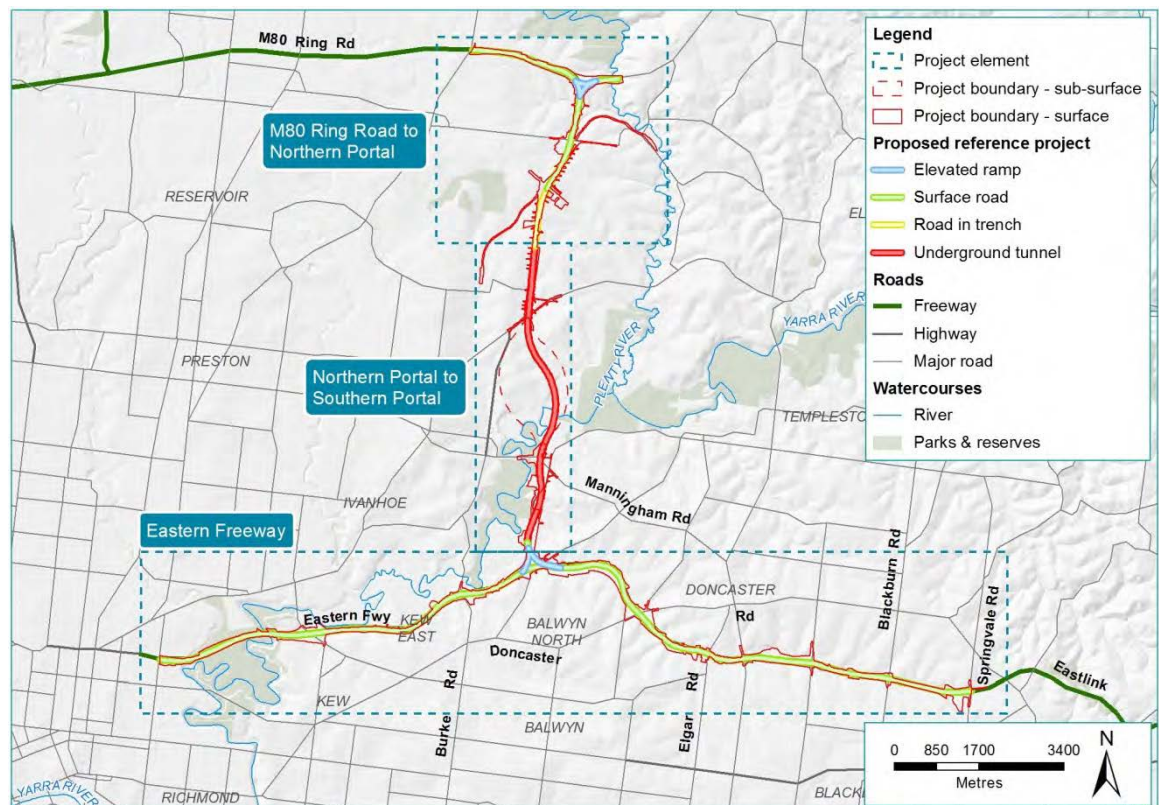 M80 Ring Rd
M80 Ring Road to
Northern Portal
RESERVOIR
EL
PRESTON
Northern Portal to
Southern Portal
PLENTY RIVER
YARRA RIVER
TEMPLESTO
IVANHOE
Manningham Rd
Eastern Freeway
Eastern Fwy
KEW
EAST
BALWYN
NORTH
DONCASTER
Doncaster
Rd
Blackburn Rd
Springvale Rd
Eastlink
KEW
Burke Rd
BALWYN
Elgar Rd
RICHMOND
YARRA RIVER
BLACKB
Legend
Project element
Project boundary - sub-surface
Project boundary - surface
Proposed reference project
Elevated ramp
Surface road
Road in trench
Underground tunnel
Roads
Freeway
Highway
Major road
Watercourses
River
Parks & reserves
0 850 1700 3400
Metres
N